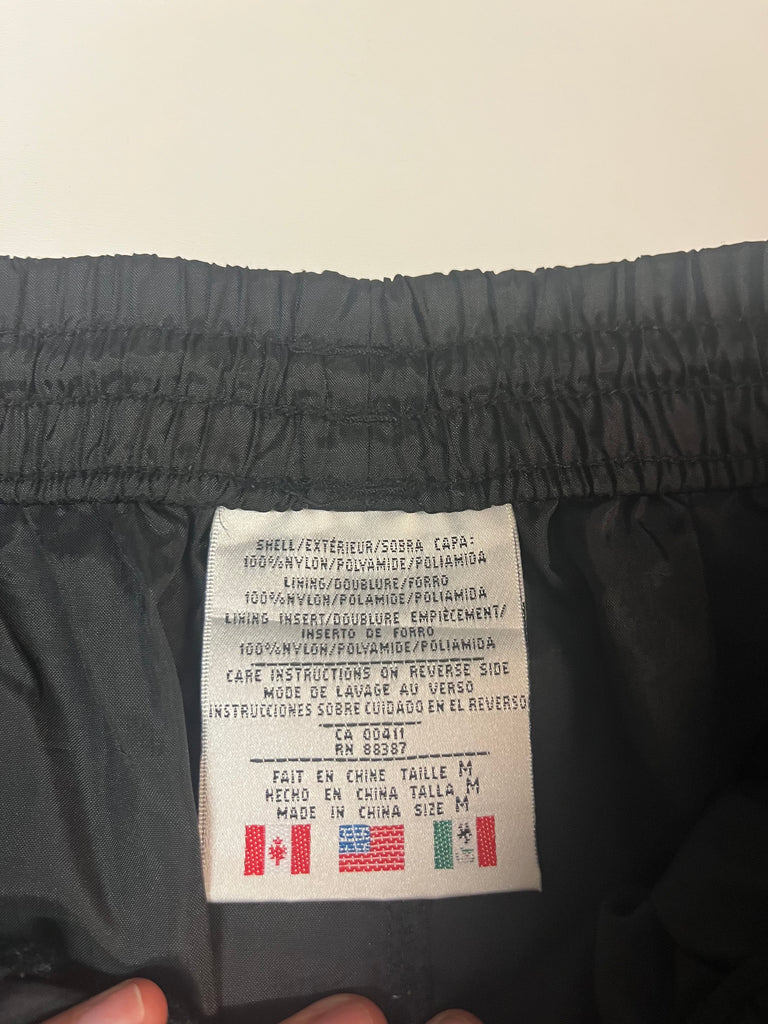 SHELL/EXTÉRIEUR/SOBRA CAPA:
100%NYLON/POLYAMIDE/POLIAMIDA
LINING/DOUBLURE/FORRO
100%NYLON/POLAMIDE/POLIAMIDA
LINING INSERT/DOUBLURE EMPIÈCEMENT/
INSERTO DE FORRO
100%NYLON/POLYAMIDE/POLIAMIDA
CARE INSTRUCTIONS ON REVERSE SIDE
MODE DE LAVAGE AU VERSO
INSTRUCCIONES SOBRE CUIDADO EN EL REVERSO
CA 00411
RN 88387
FAIT EN CHINE TAILLE M
HECHO EN CHINA TALLA M
MADE IN CHINA SIZE M